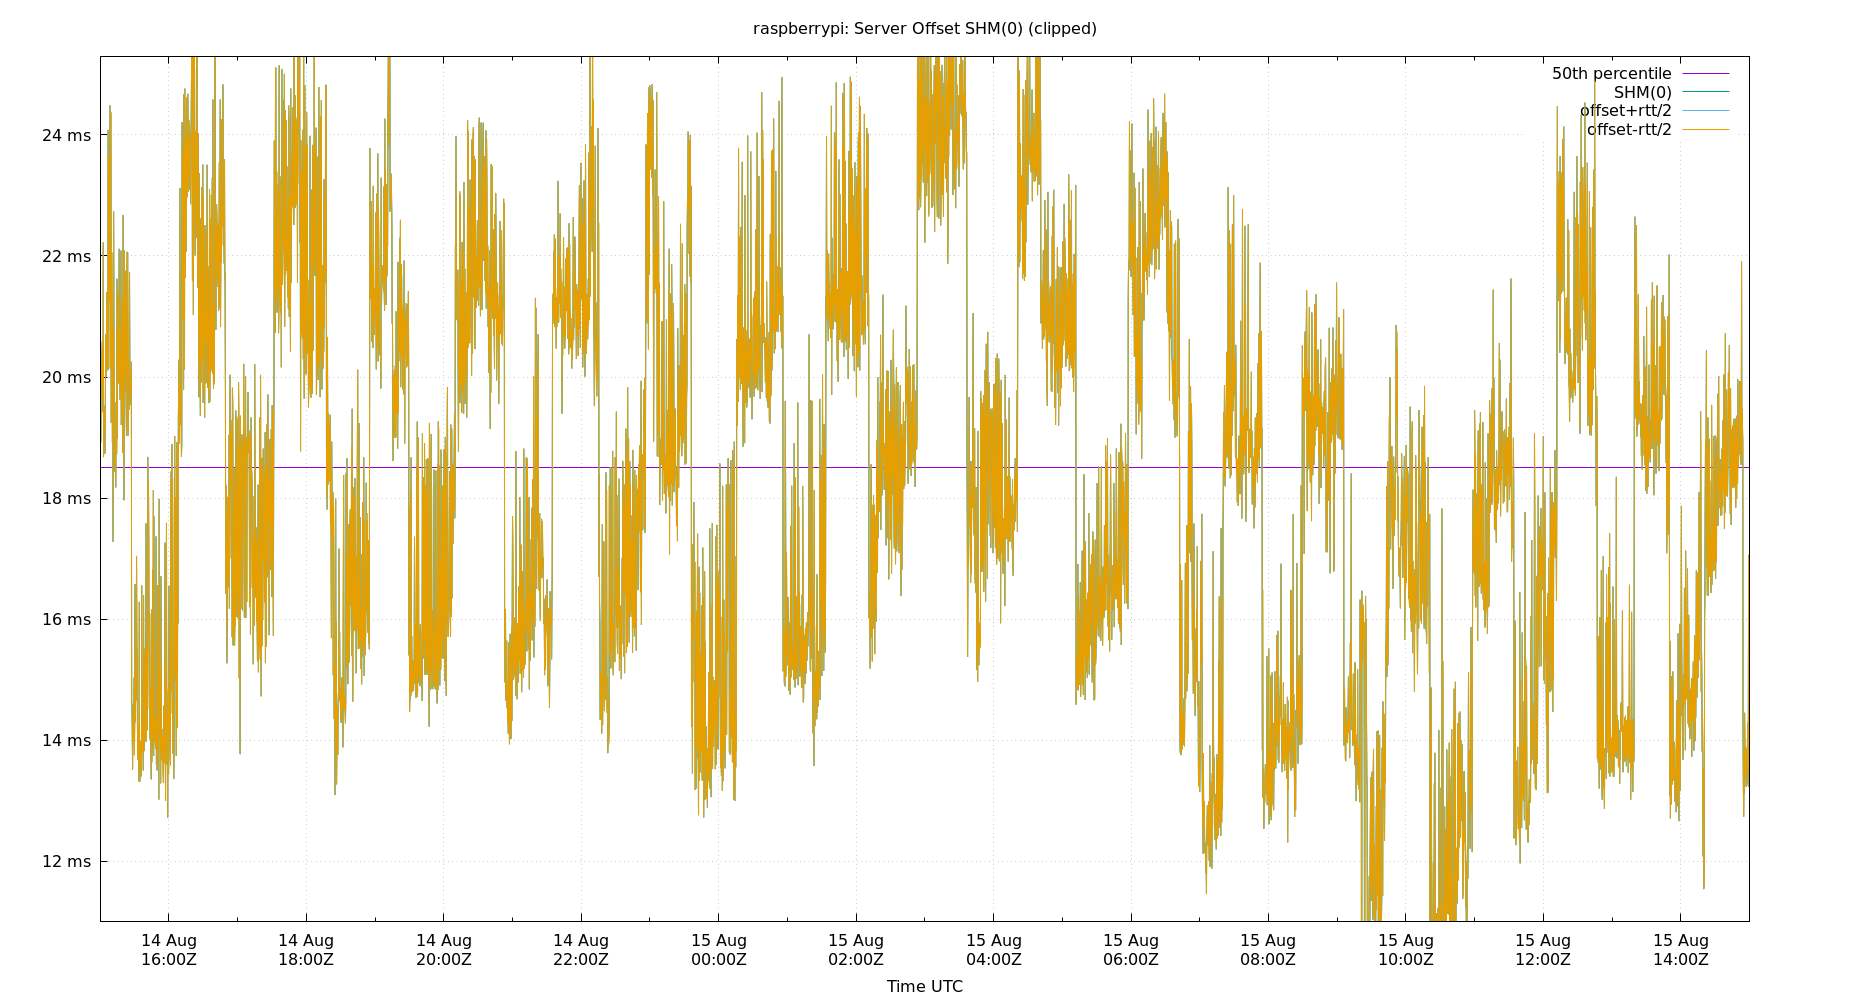 raspberrypi: Server Offset SHM(0) (clipped)
50th percentile
SHM(0)
offset+rtt/2
offset-rtt/2
24 ms
22 ms
20 ms
18 ms
16 ms
14 ms
12 ms
14 Aug 14 Aug 14 Aug 14 Aug 15 Aug 15 Aug 15 Aug 15 Aug 15 Aug 15 Aug 15 Aug 15 Aug
16:00Z 18:00Z 20:00Z 22:00Z 00:00Z 02:00Z 04:00Z 06:00Z 08:00Z 10:00Z 12:00Z 14:00Z
Time UTC